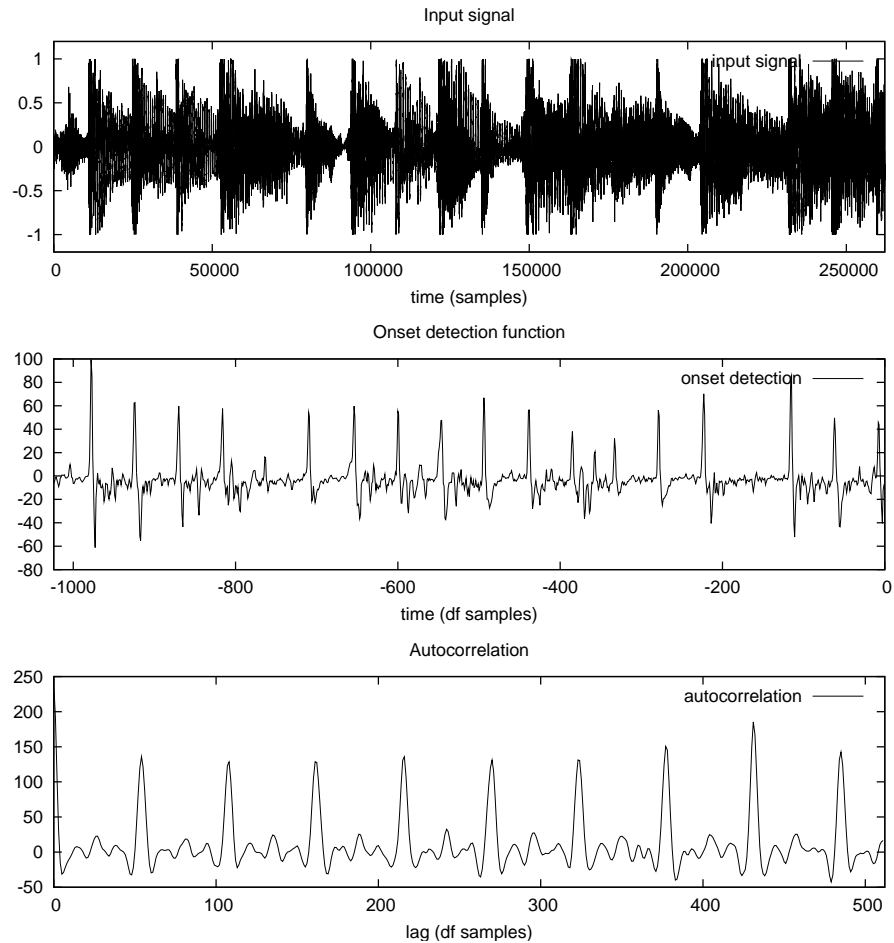 Input signal
1
0.5
0
-0.5
-1
input signal
0 50000 100000 150000 200000 250000
time (samples)
Onset detection function
100
80
60
40
20
0
-20
-40
-60
-80
onset detection
-1000 -800 -600 -400 -200 0
time (df samples)
Autocorrelation
250
200
150
100
50
0
-50
autocorrelation
0 100 200 300 400 500
lag (df samples)